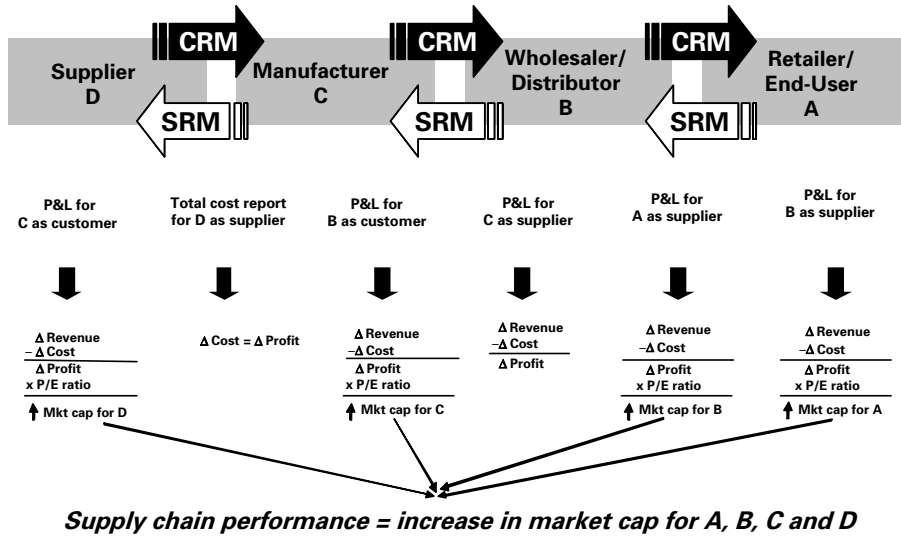 CRM
CRM
CRM
Supplier
D
Manufacturer
C
Wholesaler/
Distributor
B
Retailer/
End-User
A
SRM
SRM
SRM
P&L for
C as customer
Total cost report
for D as supplier
P&L for
B as customer
P&L for
C as supplier
P&L for
A as supplier
P&L for
B as supplier
Δ Revenue
–Δ Cost
Δ Profit
x P/E ratio
Mkt cap for D
Δ Cost = Δ Profit
Δ Revenue
–Δ Cost
Δ Profit
x P/E ratio
Mkt cap for C
Δ Revenue
–Δ Cost
Δ Profit
Δ Revenue
–Δ Cost
Δ Profit
x P/E ratio
Mkt cap for B
Δ Revenue
–Δ Cost
Δ Profit
x P/E ratio
Mkt cap for A
Supply chain performance = increase in market cap for A, B, C and D